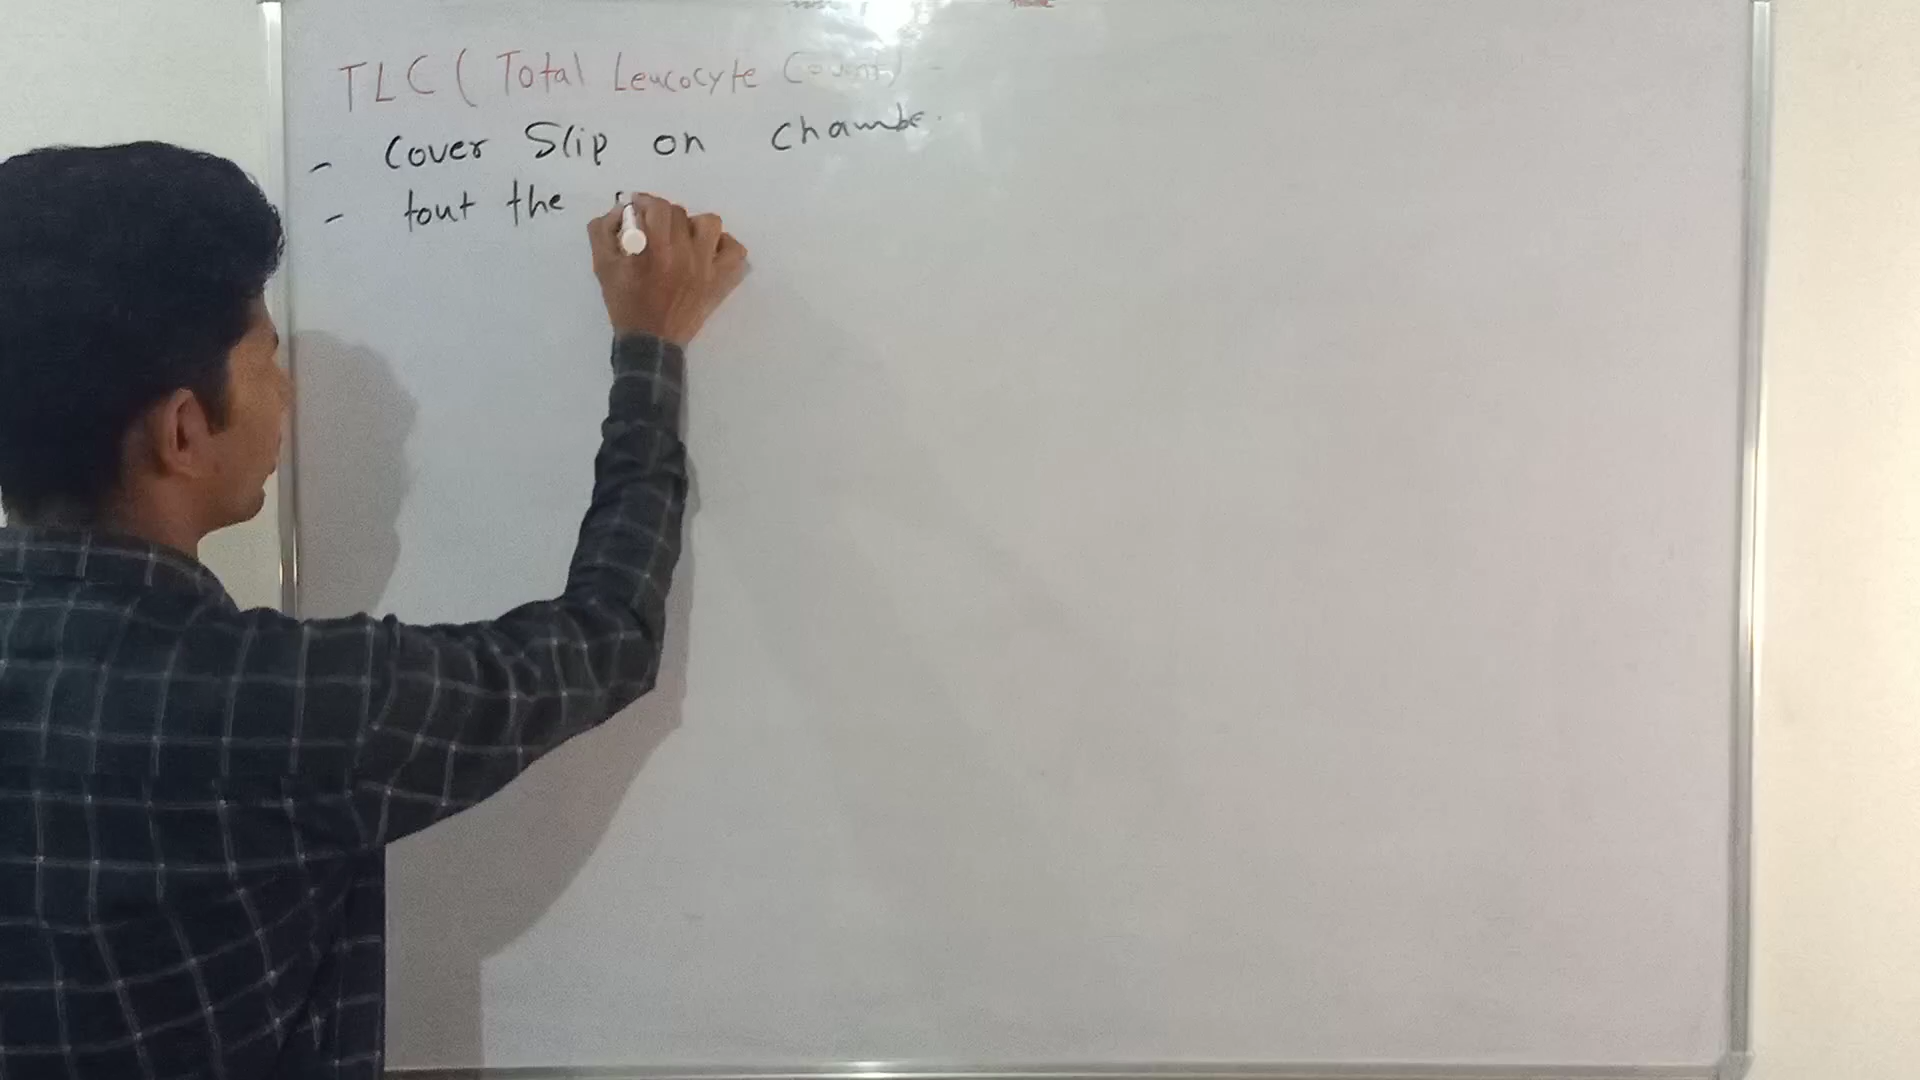 TLC ( Total Leucocyte Count) -
- Cover Slip on Chamber
- tout the